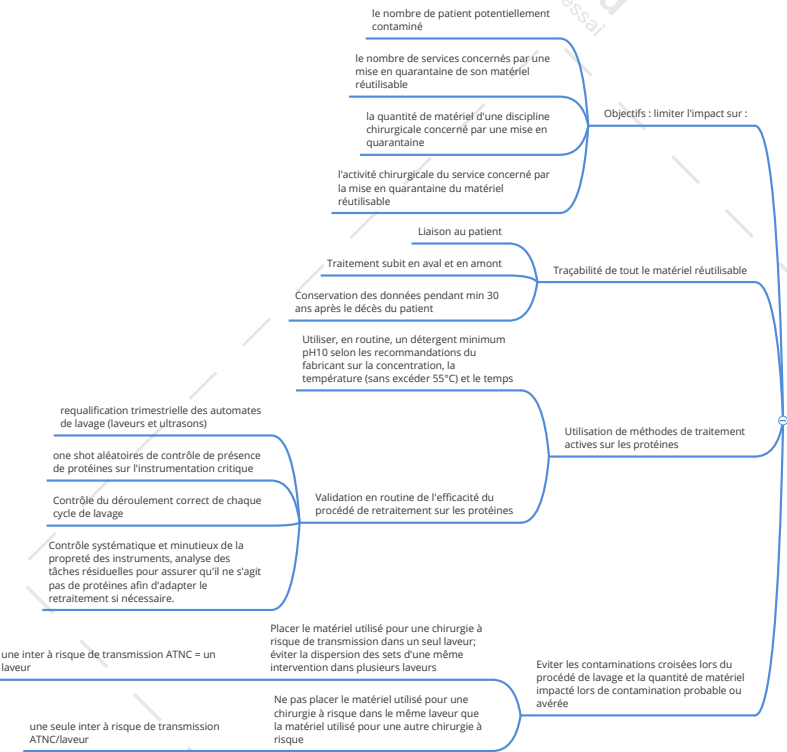 essai
le nombre de patient potentiellement
contaminé
le nombre de services concernés par une
mise en quarantaine de son matériel
réutilisable
la quantité de matériel d'une discipline
chirurgicale concerné par une mise en
quarantaine
l'activité chirurgicale du service concerné par
la mise en quarantaine du matériel
réutilisable
Objectifs : limiter l'impact sur :
Liaison au patient
Traitement subit en aval et en amont
Conservation des données pendant min 30
ans après le décès du patient
Traçabilité de tout le matériel réutilisable
Utiliser, en routine, un détergent minimum
pH10 selon les recommandations du
fabricant sur la concentration, la
température (sans excéder 55°C) et le temps
requalification trimestrielle des automates
de lavage (laveurs et ultrasons)
one shot aléatoires de contrôle de présence
de protéines sur l'instrumentation critique
Contrôle du déroulement correct de chaque
cycle de lavage
Contrôle systématique et minutieux de la
propreté des instruments, analyse des
tâches résiduelles pour assurer qu'il ne s'agit
pas de protéines afin d'adapter le
retraitement si nécessaire.
Validation en routine de l'efficacité du
procédé de retraitement sur les protéines
Utilisation de méthodes de traitement
actives sur les protéines
une inter à risque de transmission ATNC = un
laveur
Placer le matériel utilisé pour une chirurgie à
risque de transmission dans un seul laveur;
éviter la dispersion des sets d'une même
intervention dans plusieurs laveurs
une seule inter à risque de transmission
ATNC/laveur
Ne pas placer le matériel utilisé pour une
chirurgie à risque dans le même laveur que
la matériel utilisé pour une autre chirurgie à
risque
Eviter les contaminations croisées lors du
procédé de lavage et la quantité de matériel
impacté lors de contamination probable ou
avérée